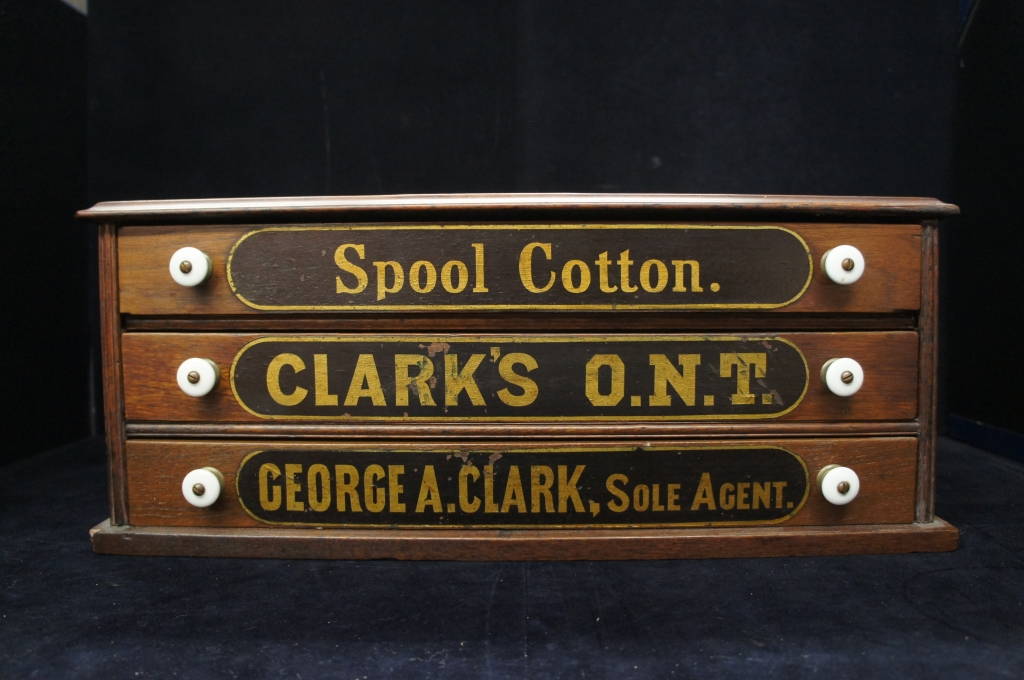 Spool Cotton.
CLARK'S O.N.T.
GEORGE A. CLARK, SOLE AGENT.